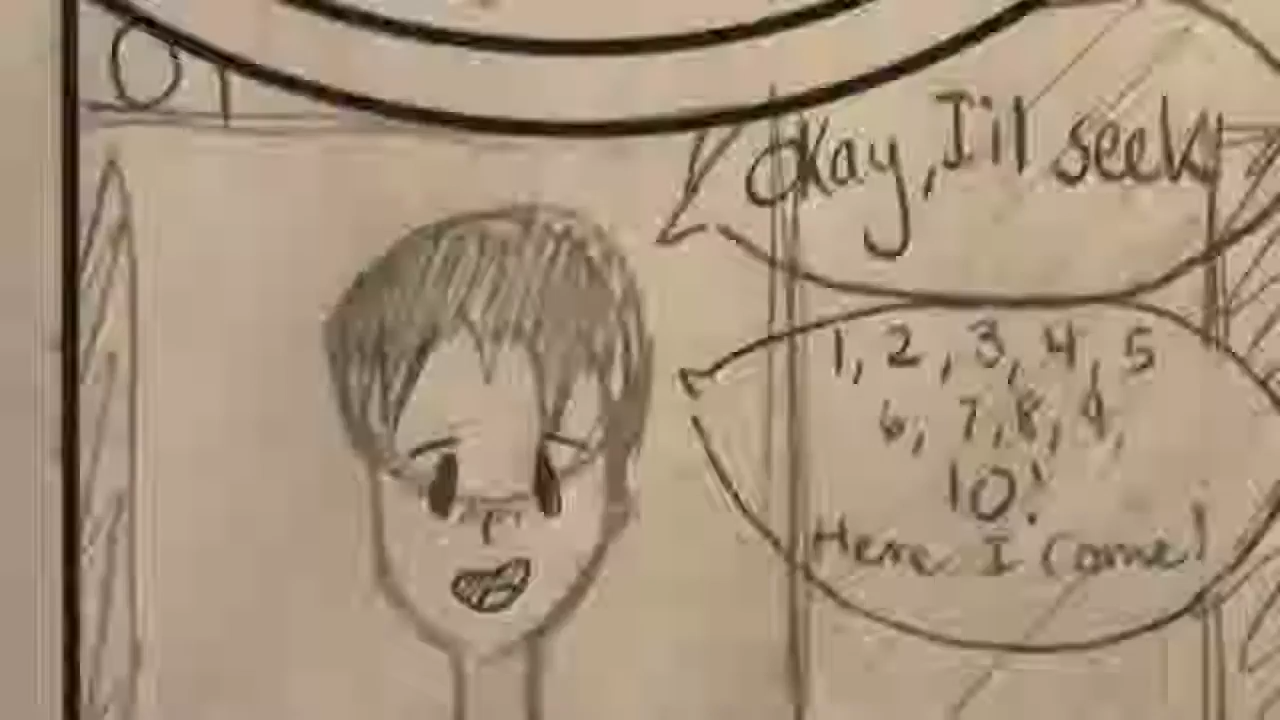 Okay, I'll seek
1, 2, 3, 4, 5
6, 7, 8, 9,
10!
Here I come!